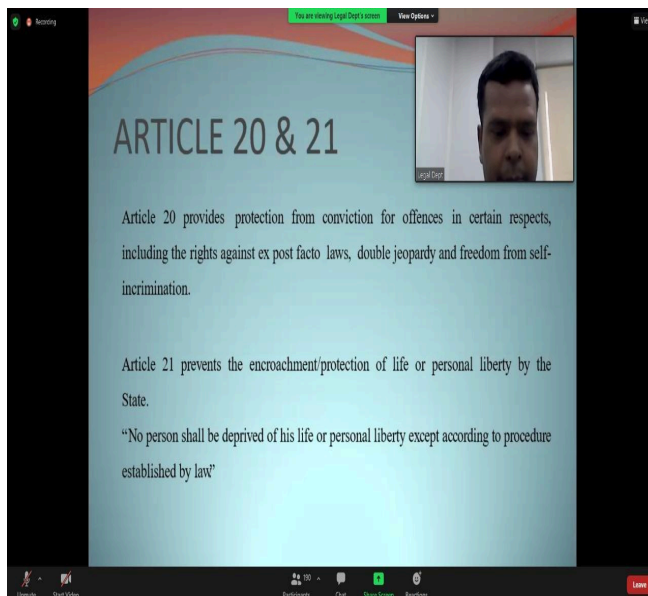 Recording
You are viewing Legal Dept's screen
View Options
ARTICLE 20 & 21
Legal Dept
Article 20 provides protection from conviction for offences in certain respects,
including the rights against ex post facto laws, double jeopardy and freedom from self-
incrimination.
Article 21 prevents the encroachment/protection of life or personal liberty by the
State.
“No person shall be deprived of his life or personal liberty except according to procedure
established by law”
190
Unmute
Start Video
Participants
Chat
Share Screen
Reactions
Leave